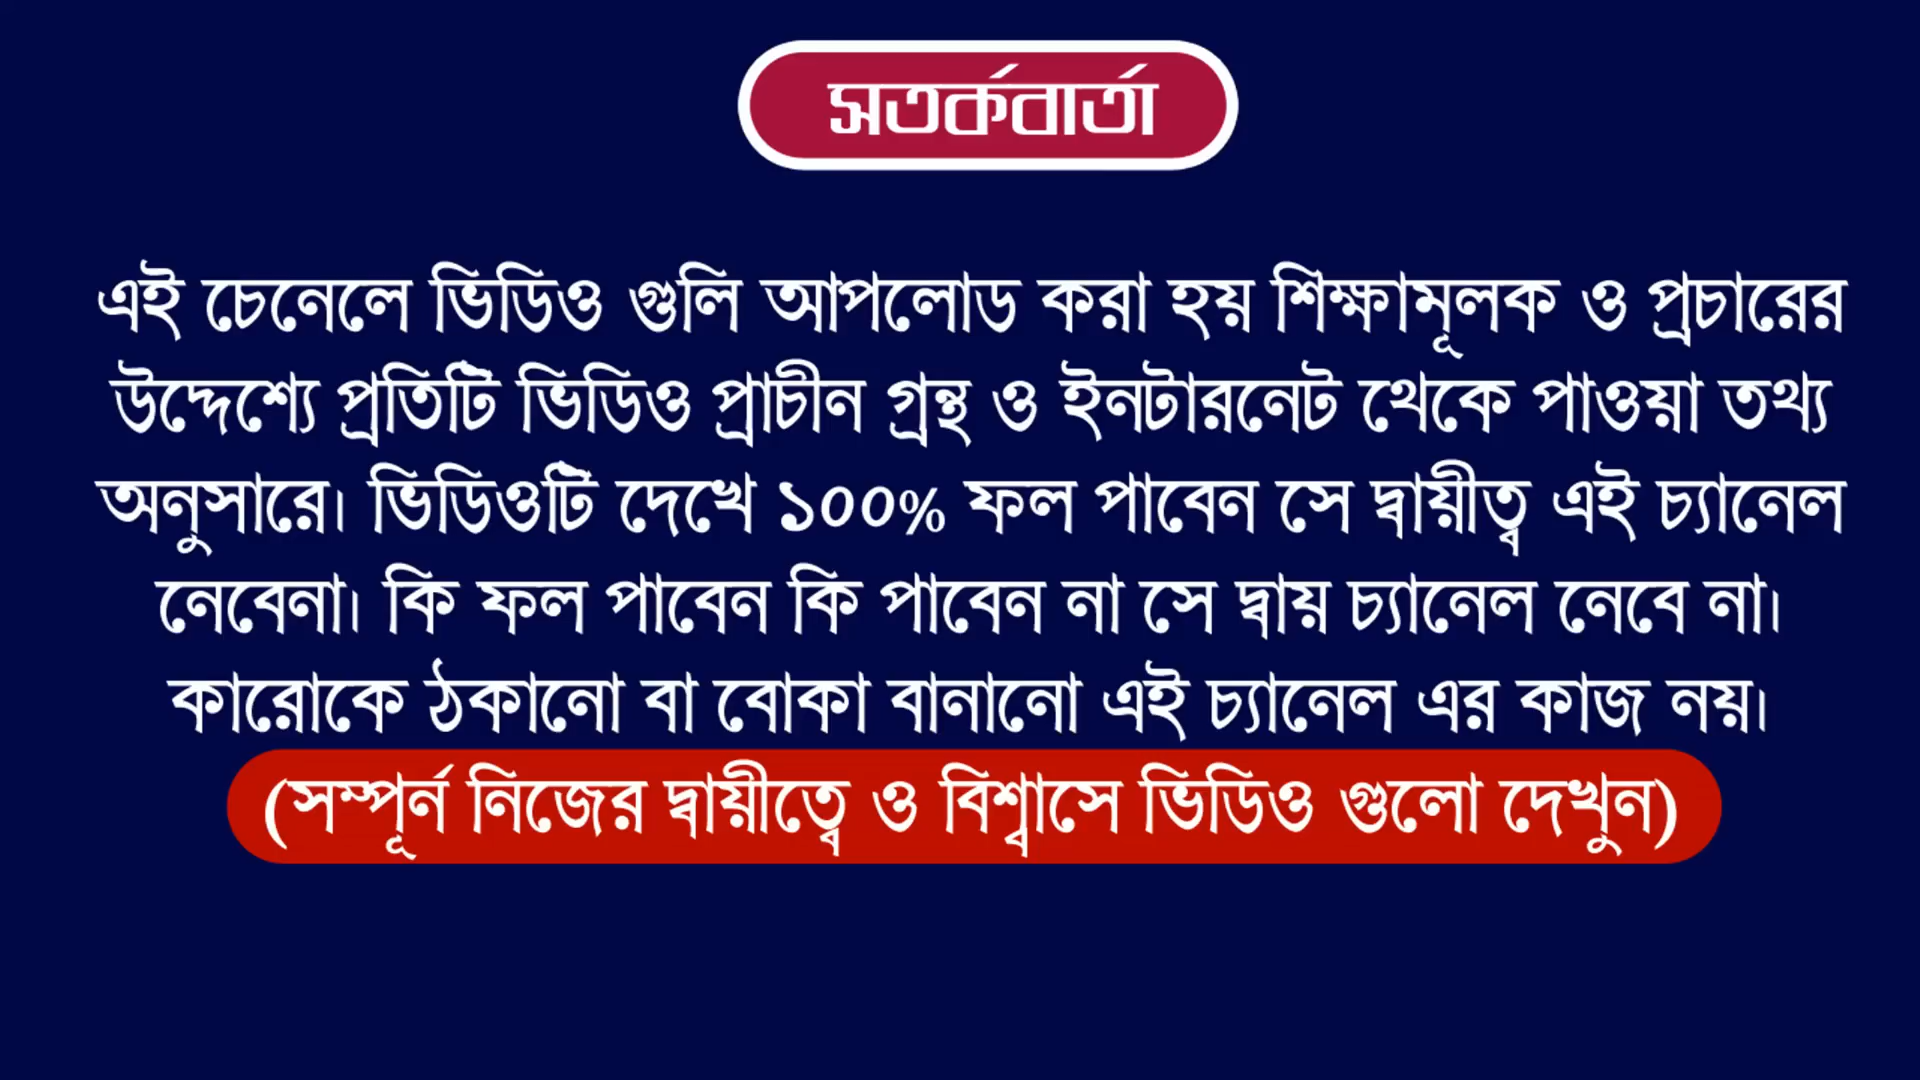 সতর্কবার্তা
এই চেনেলে ভিডিও গুলি আপলোড করা হয় শিক্ষামূলক ও প্রচারের
উদ্দেশ্যে প্রতিটি ভিডিও প্রাচীন গ্রন্থ ও ইনটারনেট থেকে পাওয়া তথ্য
অনুসারে। ভিডিওটি দেখে ১০০% ফল পাবেন সে দ্বায়ীত্ব এই চ্যানেল
নেবেনা। কি ফল পাবেন কি পাবেন না সে দ্বায় চ্যানেল নেবে না।
কারোকে ঠকানো বা বোকা বানানো এই চ্যানেল এর কাজ নয়।
(সম্পূর্ন নিজের দ্বায়ীত্বে ও বিশ্বাসে ভিডিও গুলো দেখুন)